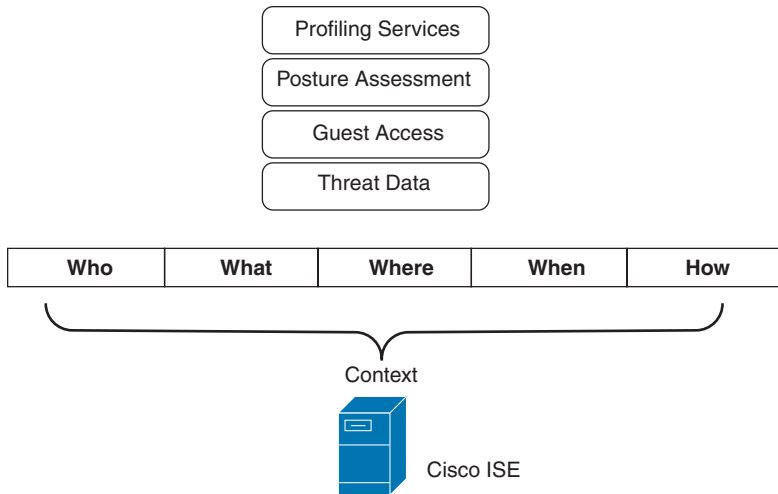 Profiling Services
Posture Assessment
Guest Access
Threat Data
Who What Where When How
Context
Cisco ISE